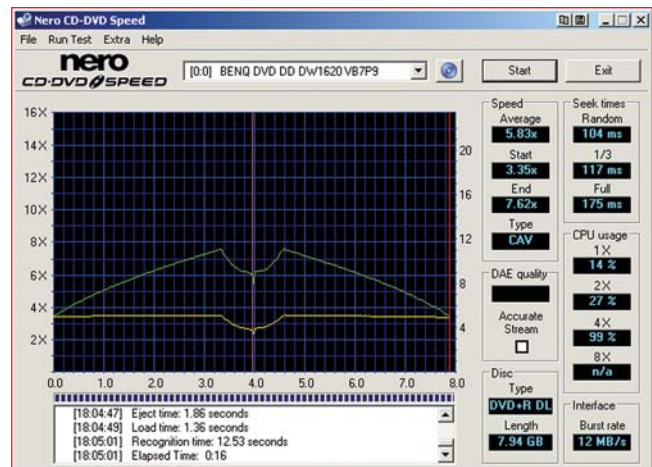 Nero CD-DVD Speed
File Run Test Extra Help
nero
CD·DVD SPEED
[0:0] BENQ DVD DD DW1620 VB7P9
Start
Exit
16X
14X
12X
10X
8X
6X
4X
2X
20
16
12
8
4
0.0 1.0 2.0 3.0 4.0 5.0 6.0 7.0 8.0
Speed
Average
5.83x
Start
3.35x
End
7.62x
Type
CAV
Seek times
Random
104 ms
1/3
117 ms
Full
175 ms
CPU usage
1X
14 %
2X
27 %
4X
99 %
8X
n/a
DAE quality
Accurate
Stream
Disc
Type
DVD+R DL
Length
7.94 GB
Interface
Burst rate
12 MB/s
[18:04:47] Eject time: 1.86 seconds
[18:04:49] Load time: 1.36 seconds
[18:05:01] Recognition time: 12.53 seconds
[18:05:01] Elapsed Time: 0:16